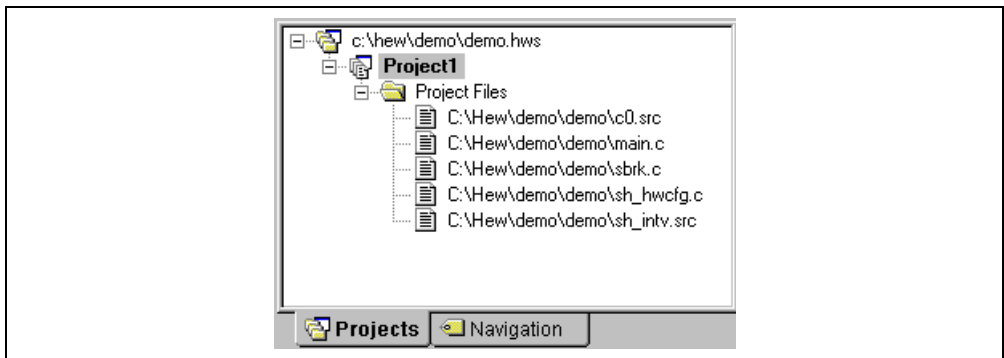 c:\hew\demo\demo.hws
Project1
Project Files
C:\Hew\demo\demo\c0.src
C:\Hew\demo\demo\main.c
C:\Hew\demo\demo\sbrk.c
C:\Hew\demo\demo\sh_hwcfg.c
C:\Hew\demo\demo\sh_intv.src
Projects Navigation